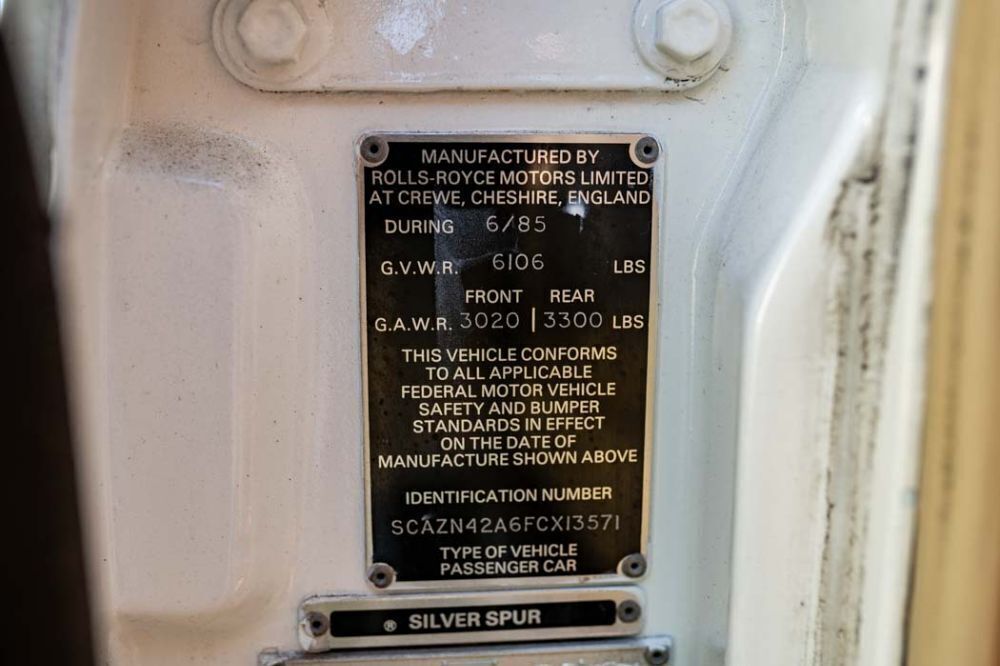 MANUFACTURED BY
ROLLS-ROYCE MOTORS LIMITED
AT CREWE, CHESHIRE, ENGLAND
DURING 6/85
G.V.W.R. 6106 LBS
FRONT REAR
G.A.W.R. 3020 | 3300 LBS
THIS VEHICLE CONFORMS
TO ALL APPLICABLE
FEDERAL MOTOR VEHICLE
SAFETY AND BUMPER
STANDARDS IN EFFECT
ON THE DATE OF
MANUFACTURE SHOWN ABOVE
IDENTIFICATION NUMBER
SCAZN42A6FCX13571
TYPE OF VEHICLE
PASSENGER CAR
® SILVER SPUR